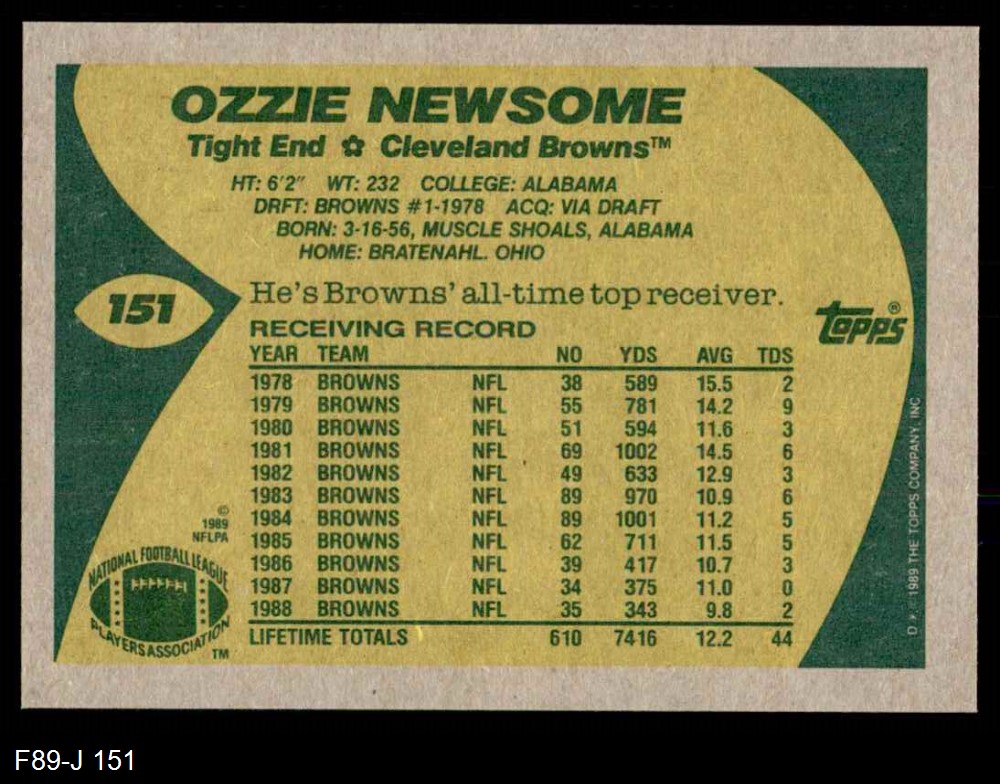 OZZIE NEWSOME
Tight End ✿ Cleveland Browns™
HT: 6'2" WT: 232 COLLEGE: ALABAMA
DRFT: BROWNS #1-1978 ACQ: VIA DRAFT
BORN: 3-16-56, MUSCLE SHOALS, ALABAMA
HOME: BRATENAHL. OHIO
151
He's Browns' all-time top receiver.
topps®
RECEIVING RECORD
YEAR TEAM NO YDS AVG TDS
1978 BROWNS NFL 38 589 15.5 2
1979 BROWNS NFL 55 781 14.2 9
1980 BROWNS NFL 51 594 11.6 3
1981 BROWNS NFL 69 1002 14.5 6
1982 BROWNS NFL 49 633 12.9 3
1983 BROWNS NFL 89 970 10.9 6
1984 BROWNS NFL 89 1001 11.2 5
1985 BROWNS NFL 62 711 11.5 5
1986 BROWNS NFL 39 417 10.7 3
1987 BROWNS NFL 34 375 11.0 0
1988 BROWNS NFL 35 343 9.8 2
LIFETIME TOTALS 610 7416 12.2 44
©
1989
NFLPA
NATIONAL FOOTBALL LEAGUE
PLAYERS
PLAYERS ASSOCIATION
TM
D* 1989 THE TOPPS COMPANY, INC
F89-J 151